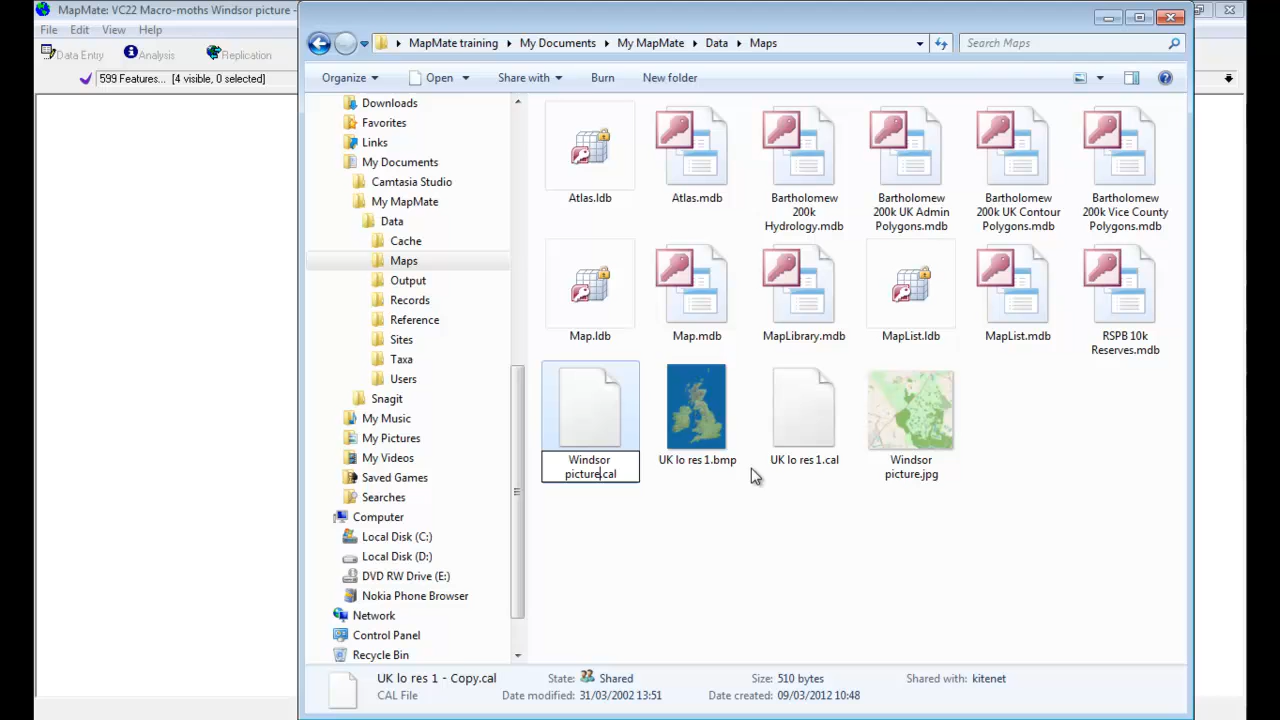 MapMate: VC22 Macro-moths Windsor picture -
File Edit View Help
Data Entry Analysis Replication
599 Features... [4 visible, 0 selected]
MapMate training My Documents My MapMate Data Maps
Search Maps
Organize Open Share with Burn New folder
Downloads
Favorites
Links
My Documents
Camtasia Studio
My MapMate
Data
Cache
Maps
Output
Records
Reference
Sites
Taxa
Users
Snagit
My Music
My Pictures
My Videos
Saved Games
Searches
Computer
Local Disk (C:)
Local Disk (D:)
DVD RW Drive (E:)
Nokia Phone Browser
Network
Control Panel
Recycle Bin
Atlas.ldb
Atlas.mdb
Bartholomew
200k
Hydrology.mdb
Bartholomew
200k UK Admin
Polygons.mdb
Bartholomew
200k UK Contour
Polygons.mdb
Bartholomew
200k Vice County
Polygons.mdb
Map.ldb
Map.mdb
MapLibrary.mdb
MapList.ldb
MapList.mdb
RSPB 10k
Reserves.mdb
Windsor
picture.cal
UK lo res 1.bmp
UK lo res 1.cal
Windsor
picture.jpg
UK lo res 1 - Copy.cal State: Shared Size: 510 bytes Shared with: kitenet
CAL File Date modified: 31/03/2002 13:51 Date created: 09/03/2012 10:48